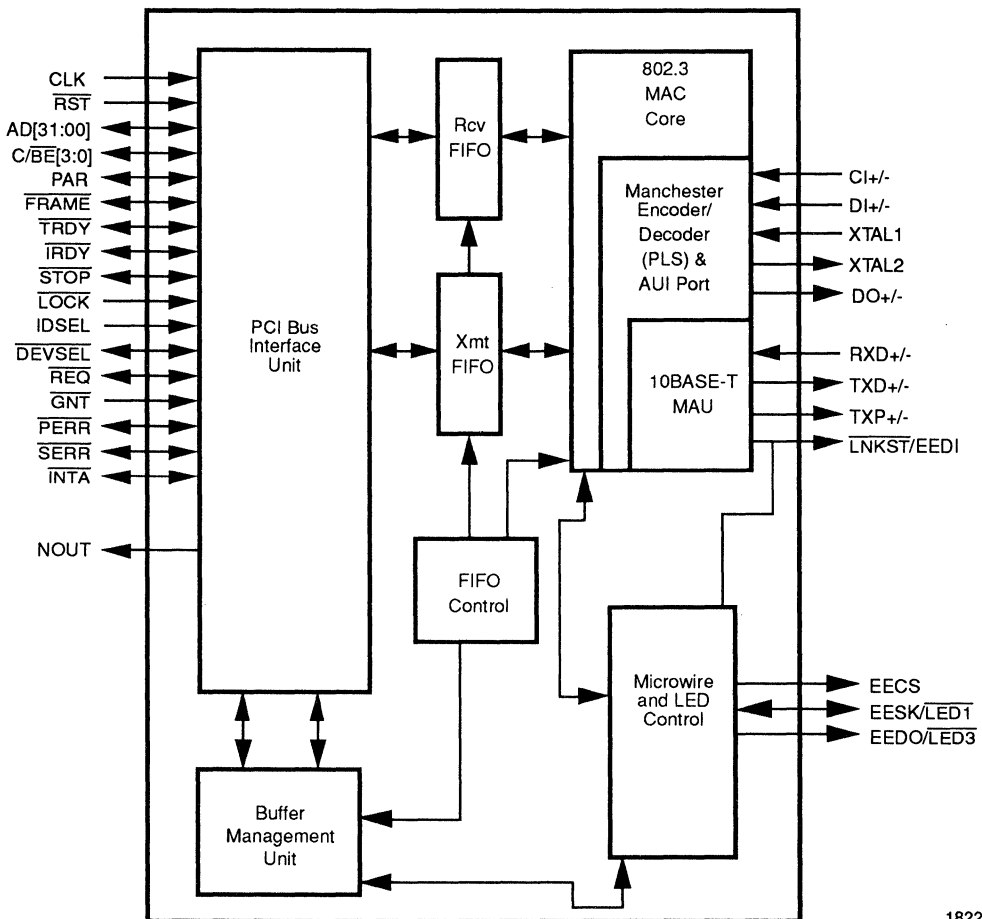 CLK
RST
AD[31:00]
C/BE[3:0]
PAR
FRAME
TRDY
IRDY
STOP
LOCK
IDSEL
DEVSEL
REQ
GNT
PERR
SERR
INTA
NOUT
PCI Bus
Interface
Unit
Rcv
FIFO
Xmt
FIFO
FIFO
Control
Buffer
Management
Unit
802.3
MAC
Core
Manchester
Encoder/
Decoder
(PLS) &
AUI Port
10BASE-T
MAU
Microwire
and LED
Control
CI+/-
DI+/-
XTAL1
XTAL2
DO+/-
RXD+/-
TXD+/-
TXP+/-
LNKST/EEDI
EECS
EESK/LED1
EEDO/LED3
1822